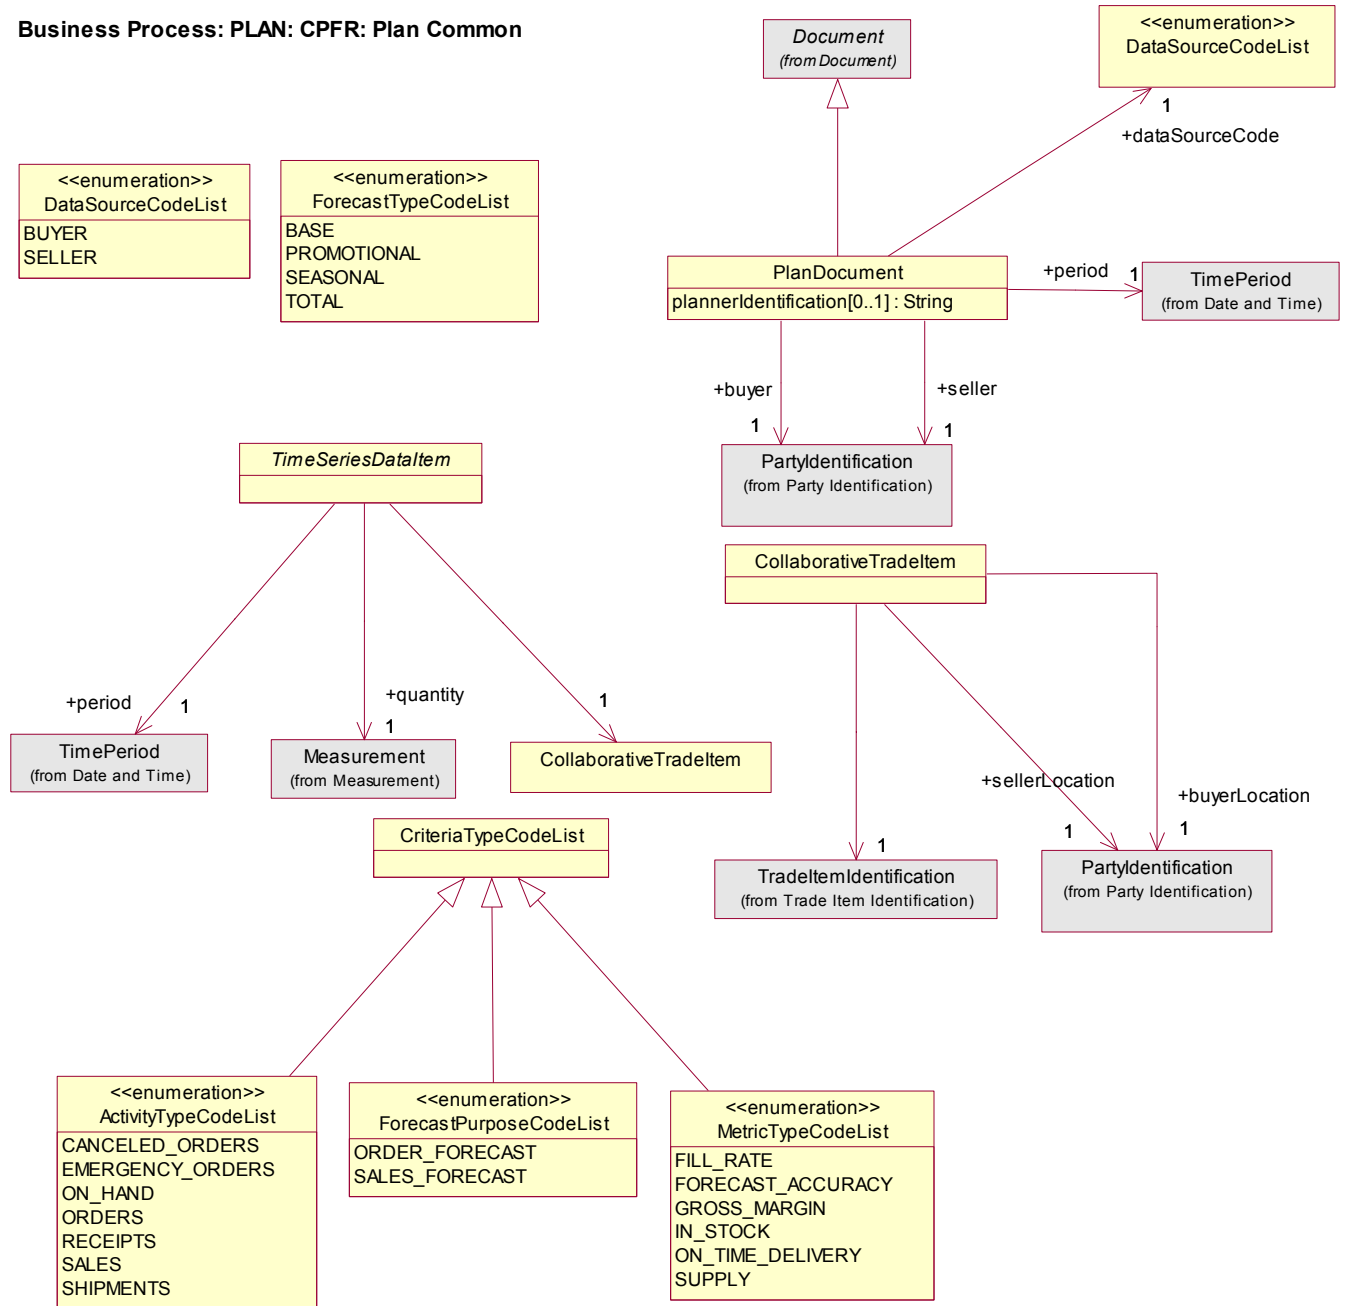 Business Process: PLAN: CPFR: Plan Common
Document
(from Document)
<<enumeration>>
DataSourceCodeList
1
+dataSourceCode
<<enumeration>>
DataSourceCodeList
BUYER
SELLER
<<enumeration>>
ForecastTypeCodeList
BASE
PROMOTIONAL
SEASONAL
TOTAL
PlanDocument
plannerIdentification[0..1] : String
+period
1
TimePeriod
(from Date and Time)
+buyer
1
+seller
1
PartyIdentification
(from Party Identification)
TimeSeriesDataItem
+period
1
+quantity
1
1
TimePeriod
(from Date and Time)
Measurement
(from Measurement)
CollaborativeTradeItem
CollaborativeTradeItem
+sellerLocation
+buyerLocation
1
1
1
TradeItemIdentification
(from Trade Item Identification)
PartyIdentification
(from Party Identification)
CriteriaTypeCodeList
<<enumeration>>
ActivityTypeCodeList
CANCELED_ORDERS
EMERGENCY_ORDERS
ON_HAND
ORDERS
RECEIPTS
SALES
SHIPMENTS
<<enumeration>>
ForecastPurposeCodeList
ORDER_FORECAST
SALES_FORECAST
<<enumeration>>
MetricTypeCodeList
FILL_RATE
FORECAST_ACCURACY
GROSS_MARGIN
IN_STOCK
ON_TIME_DELIVERY
SUPPLY